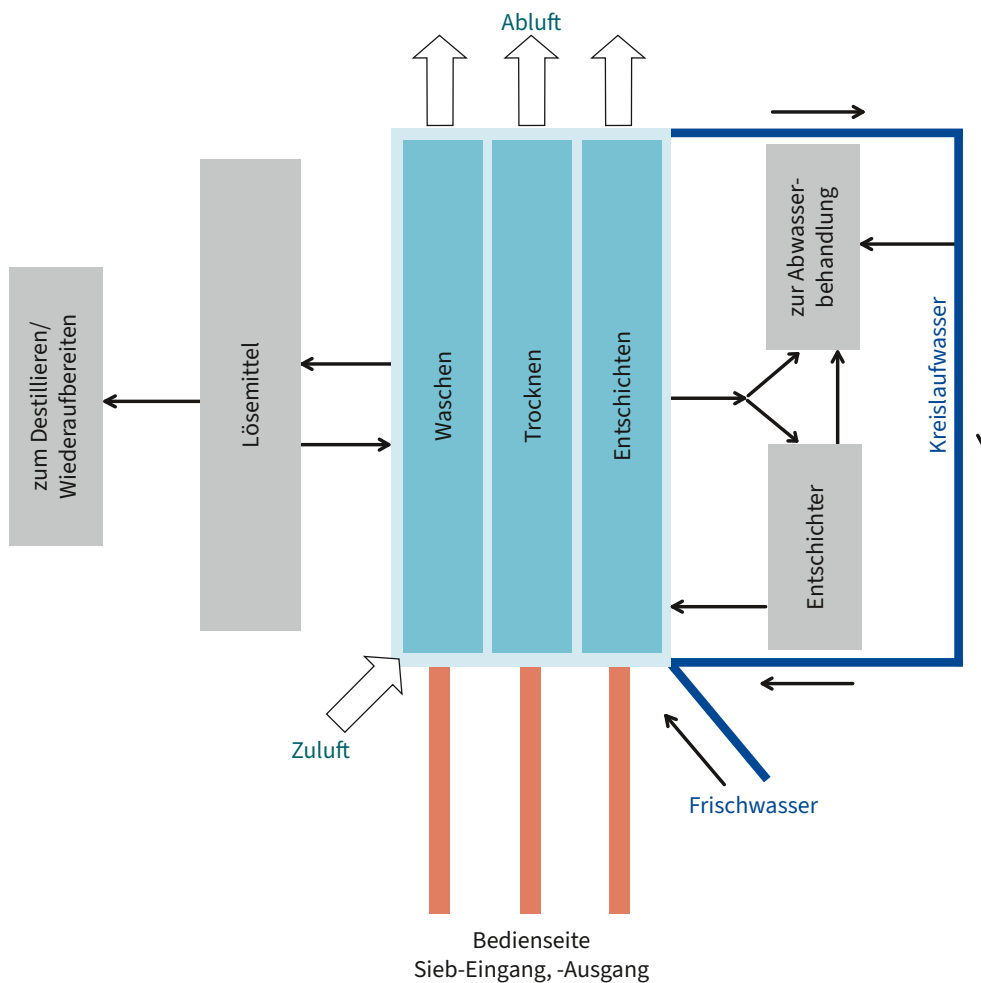 Abluft
zum Destillieren/
Wiederaufbereiten
Lösemittel
Waschen
Trocknen
Entschichten
zur Abwasser-
behandlung
Entschichter
Kreislaufwasser
Zuluft
Frischwasser
Bedienseite
Sieb-Eingang, -Ausgang